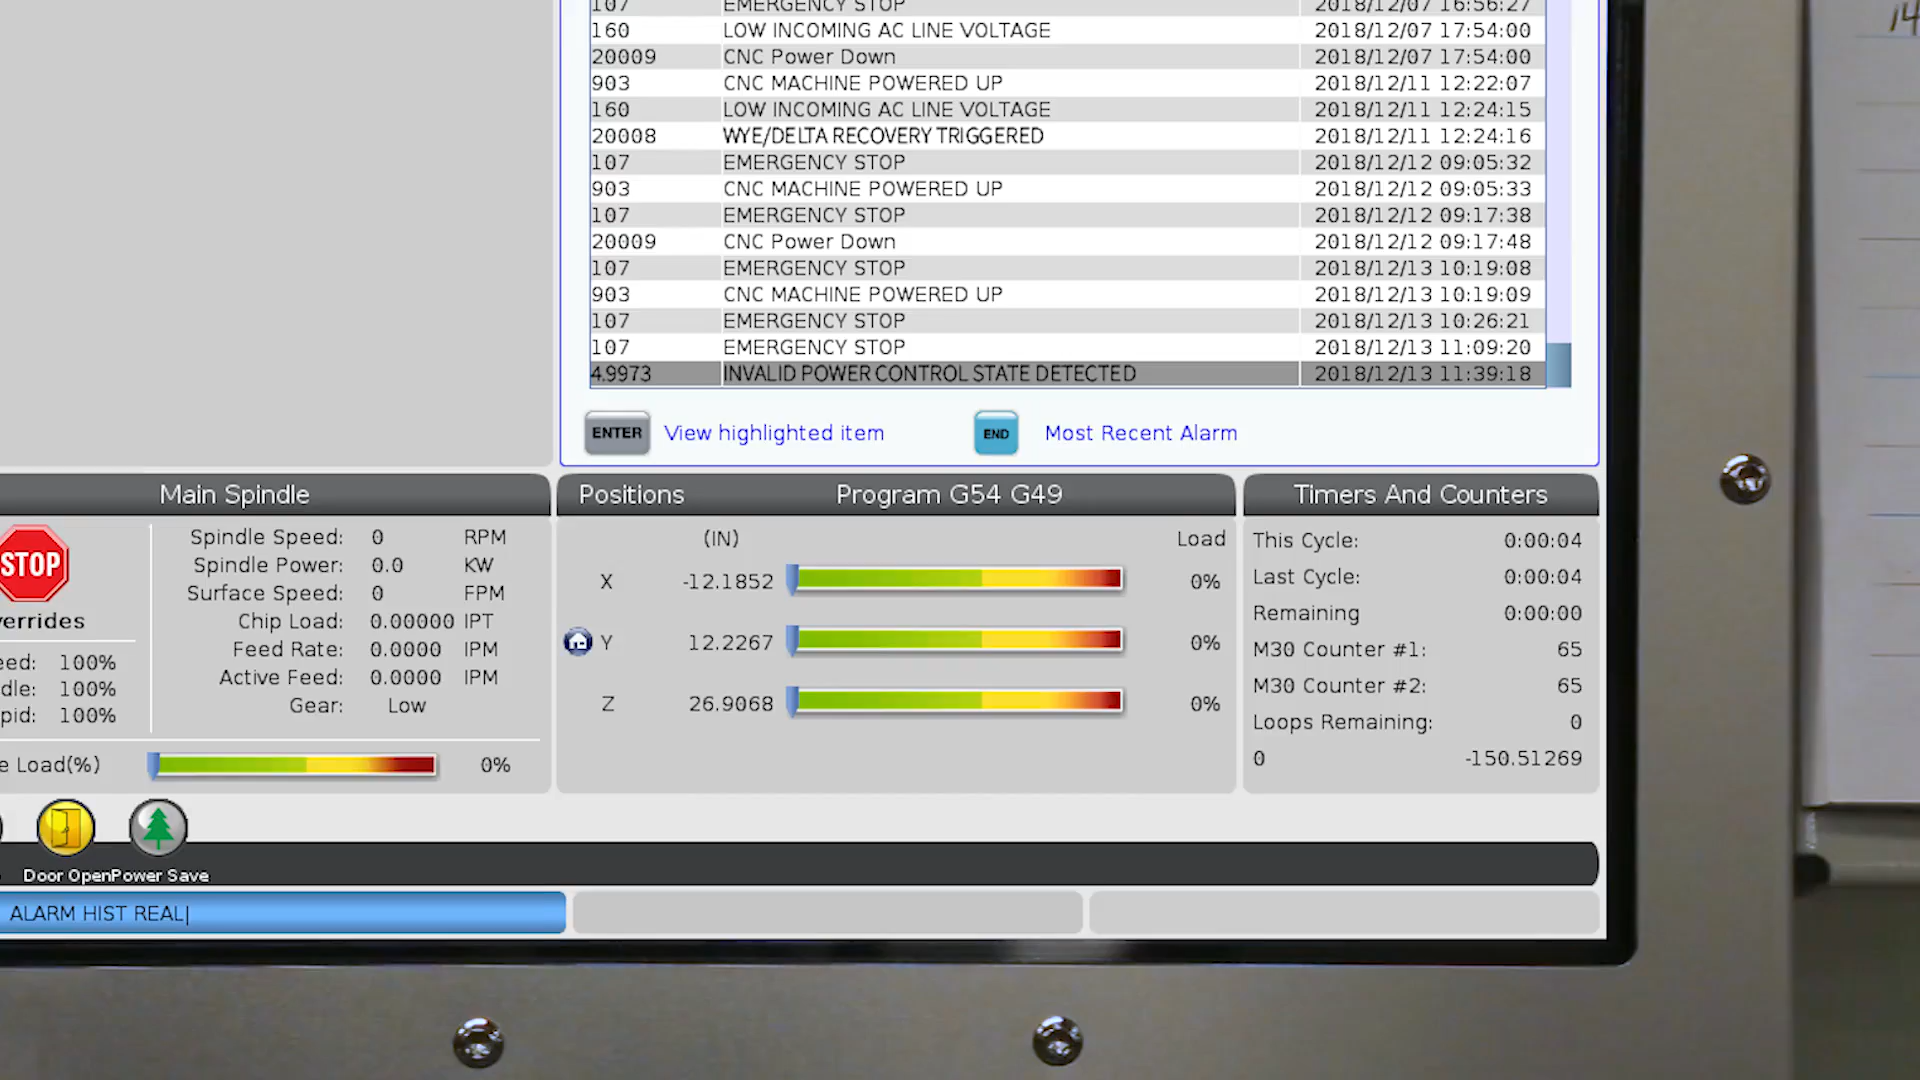 107 EMERGENCY STOP 2018/12/07 16:56:27
160 LOW INCOMING AC LINE VOLTAGE 2018/12/07 17:54:00
20009 CNC Power Down 2018/12/07 17:54:00
903 CNC MACHINE POWERED UP 2018/12/11 12:22:07
160 LOW INCOMING AC LINE VOLTAGE 2018/12/11 12:24:15
20008 WYE/DELTA RECOVERY TRIGGERED 2018/12/11 12:24:16
107 EMERGENCY STOP 2018/12/12 09:05:32
903 CNC MACHINE POWERED UP 2018/12/12 09:05:33
107 EMERGENCY STOP 2018/12/12 09:17:38
20009 CNC Power Down 2018/12/12 09:17:48
107 EMERGENCY STOP 2018/12/13 10:19:08
903 CNC MACHINE POWERED UP 2018/12/13 10:19:09
107 EMERGENCY STOP 2018/12/13 10:26:21
107 EMERGENCY STOP 2018/12/13 11:09:20
4.9973 INVALID POWER CONTROL STATE DETECTED 2018/12/13 11:39:18
ENTER View highlighted item END Most Recent Alarm
Main Spindle
STOP
verrides
eed: 100%
dle: 100%
pid: 100%
Spindle Speed: 0 RPM
Spindle Power: 0.0 KW
Surface Speed: 0 FPM
Chip Load: 0.00000 IPT
Feed Rate: 0.0000 IPM
Active Feed: 0.0000 IPM
Gear: Low
e Load(%) 0%
Positions Program G54 G49
(IN) Load
X -12.1852 0%
Y 12.2267 0%
Z 26.9068 0%
Timers And Counters
This Cycle: 0:00:04
Last Cycle: 0:00:04
Remaining 0:00:00
M30 Counter #1: 65
M30 Counter #2: 65
Loops Remaining: 0
0 -150.51269
Door Open Power Save
ALARM HIST REAL|
14